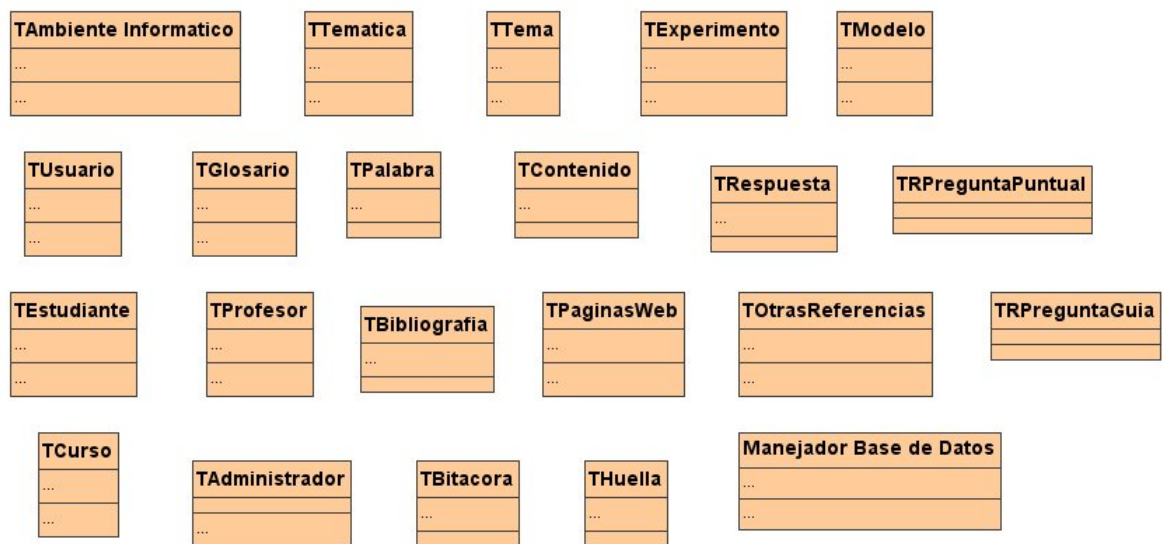 TAmbiente Informatico
...
...
TTematica
...
...
TTema
...
...
TExperimento
...
...
TModelo
...
...
TUsuario
...
...
TGlosario
...
...
TPalabra
...
TContenido
...
TRespuesta
...
TRPreguntaPuntual
TEstudiante
...
...
TProfesor
...
...
TBibliografia
...
TPaginasWeb
...
...
TOtrasReferencias
...
...
TRPreguntaGuia
TCurso
...
...
TAdministrador
...
TBitacora
...
THuella
...
Manejador Base de Datos
...
...